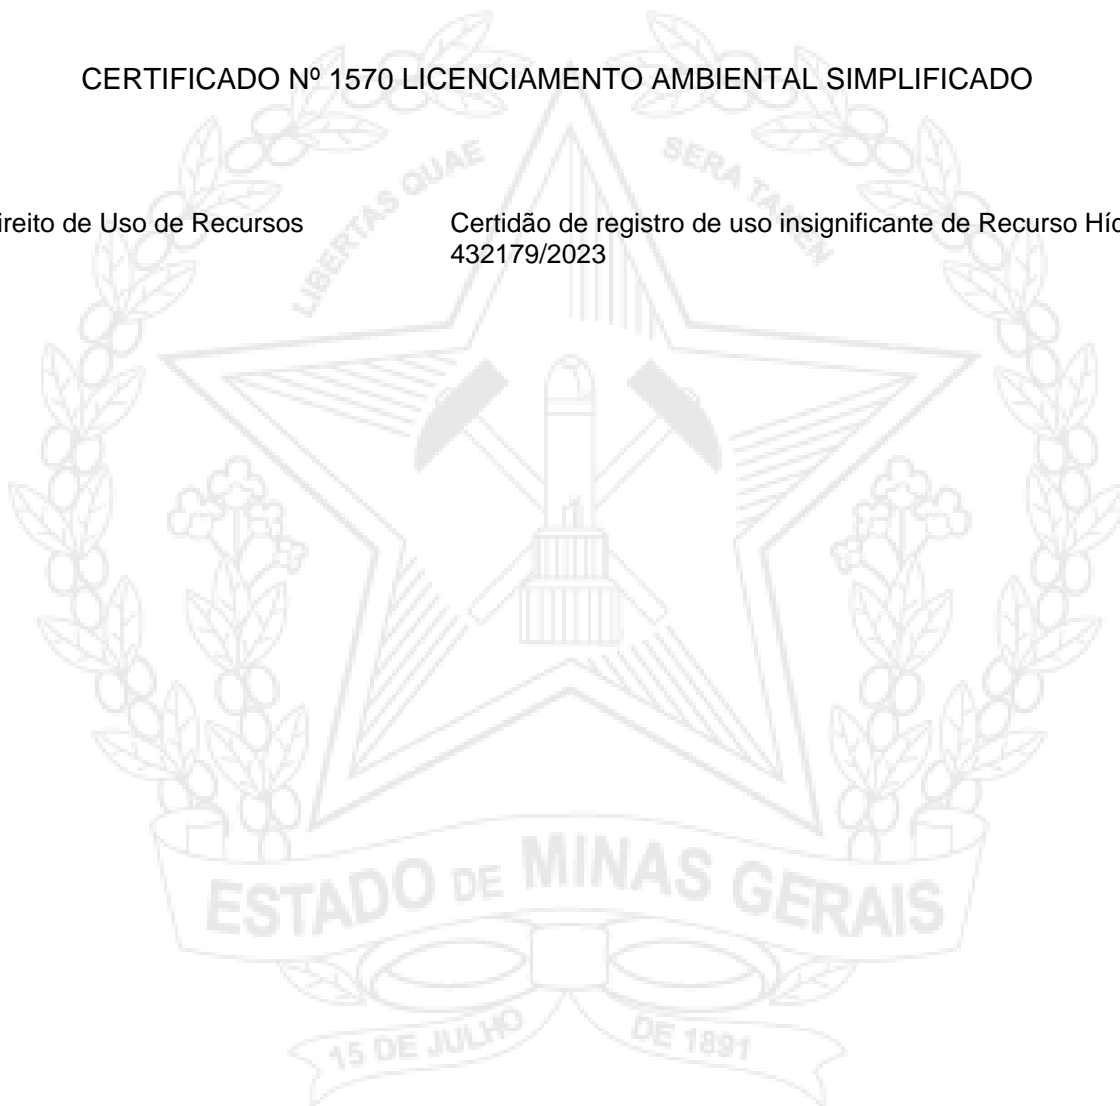 CERTIFICADO Nº 1570 LICENCIAMENTO AMBIENTAL SIMPLIFICADO
LIBERTAS QUAE SERA TAMEN
ireito de Uso de Recursos
Certidão de registro de uso insignificante de Recurso Híd
432179/2023
ESTADO DE MINAS GERAIS
15 DE JULHO DE 1891